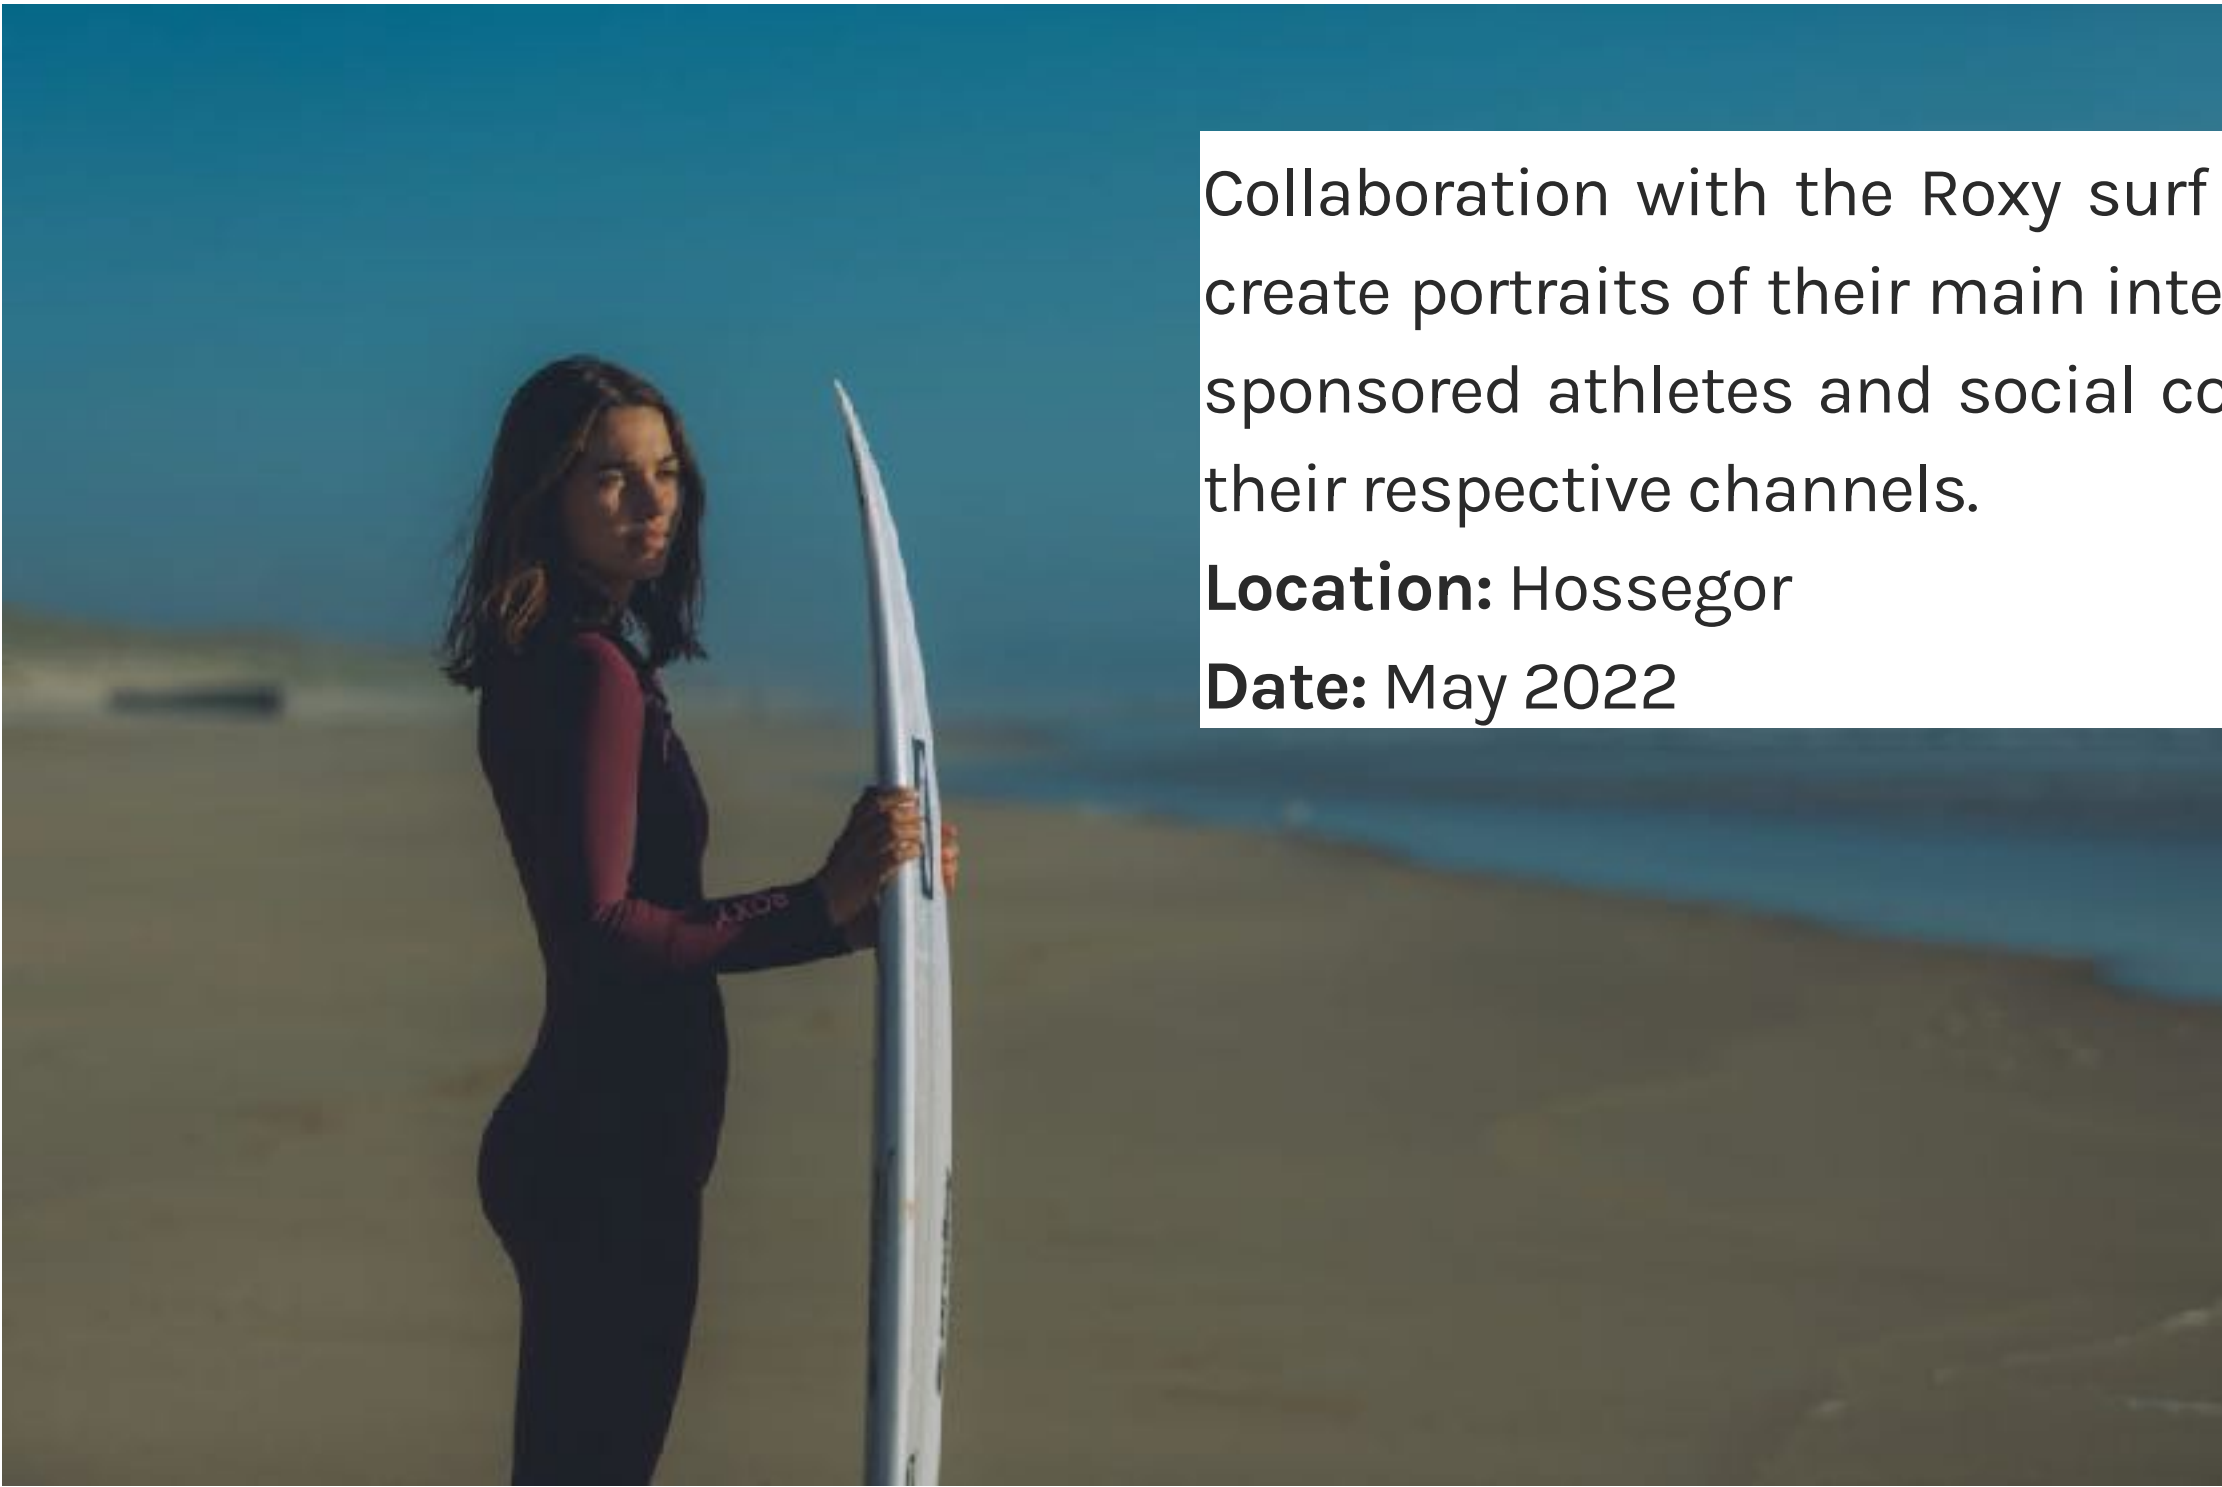 Collaboration with the Roxy surf
create portraits of their main inte
sponsored athletes and social co
their respective channels.
Location: Hossegor
Date: May 2022
ROXY